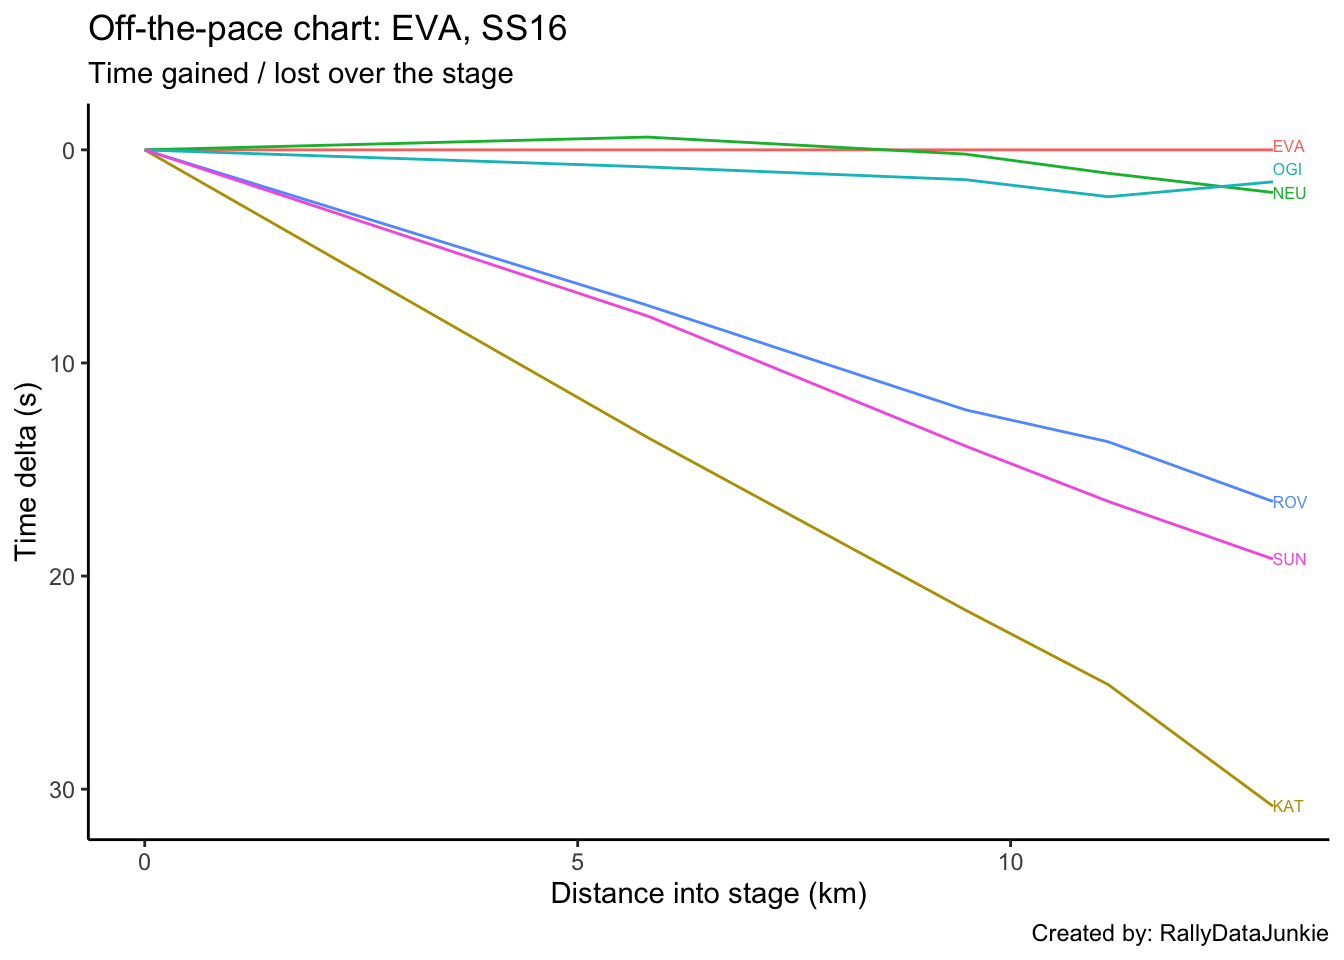 Off-the-pace chart: EVA, SS16
Time gained / lost over the stage
0
10
20
30
Time delta (s)
EVA
OGI
NEU
ROV
SUN
KAT
0 5 10
Distance into stage (km)
Created by: RallyDataJunkie